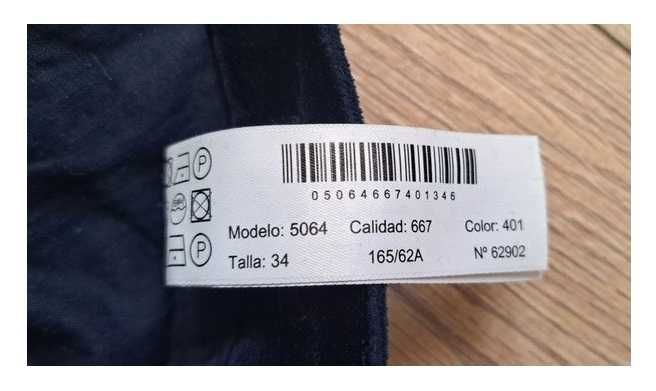 P
05064667401346
Modelo: 5064 Calidad: 667 Color: 401
P
Talla: 34 165/62A Nº 62902